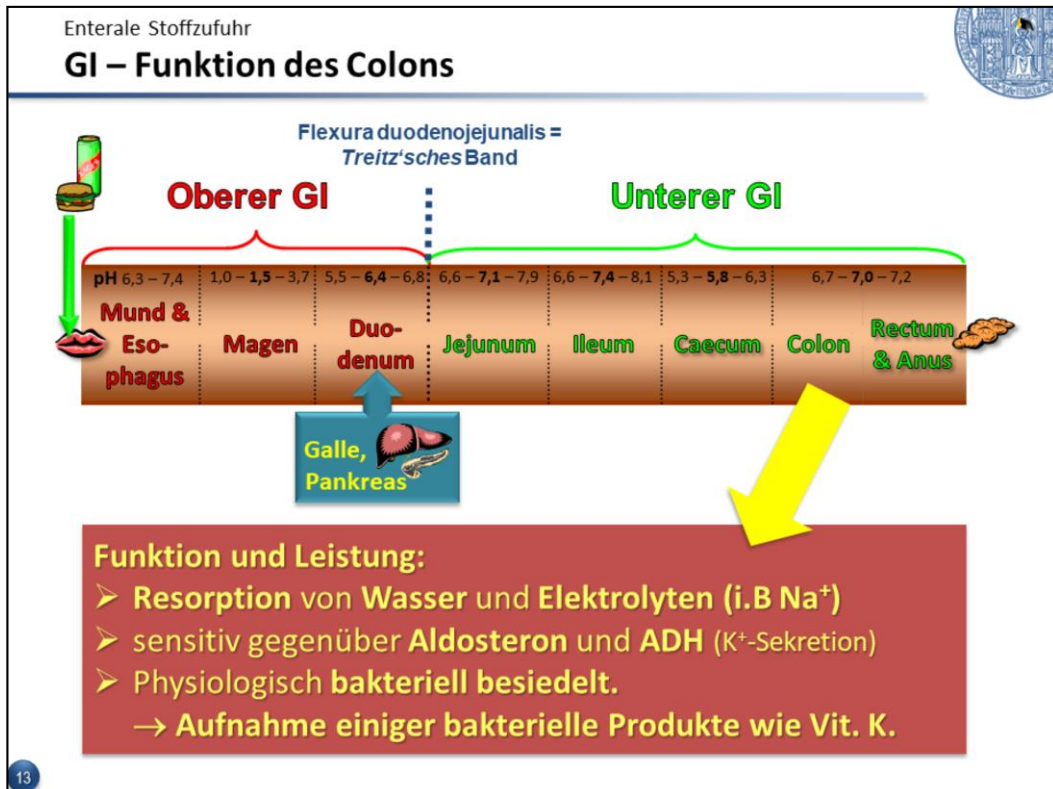 Enterale Stoffzufuhr
GI – Funktion des Colons
Flexura duodenojejunalis =
Treitz‘sches Band
Oberer GI
Unterer GI
pH 6,3 – 7,4
1,0 – 1,5 – 3,7
5,5 – 6,4 – 6,8
6,6 – 7,1 – 7,9
6,6 – 7,4 – 8,1
5,3 – 5,8 – 6,3
6,7 – 7,0 – 7,2
Mund &
Eso-
phagus
Magen
Duo-
denum
Jejunum
Ileum
Caecum
Colon
Rectum
& Anus
Galle,
Pankreas
Funktion und Leistung:
➢ Resorption von Wasser und Elektrolyten (i.B Na⁺)
➢ sensitiv gegenüber Aldosteron und ADH (K⁺-Sekretion)
➢ Physiologisch bakteriell besiedelt.
→ Aufnahme einiger bakterielle Produkte wie Vit. K.
13